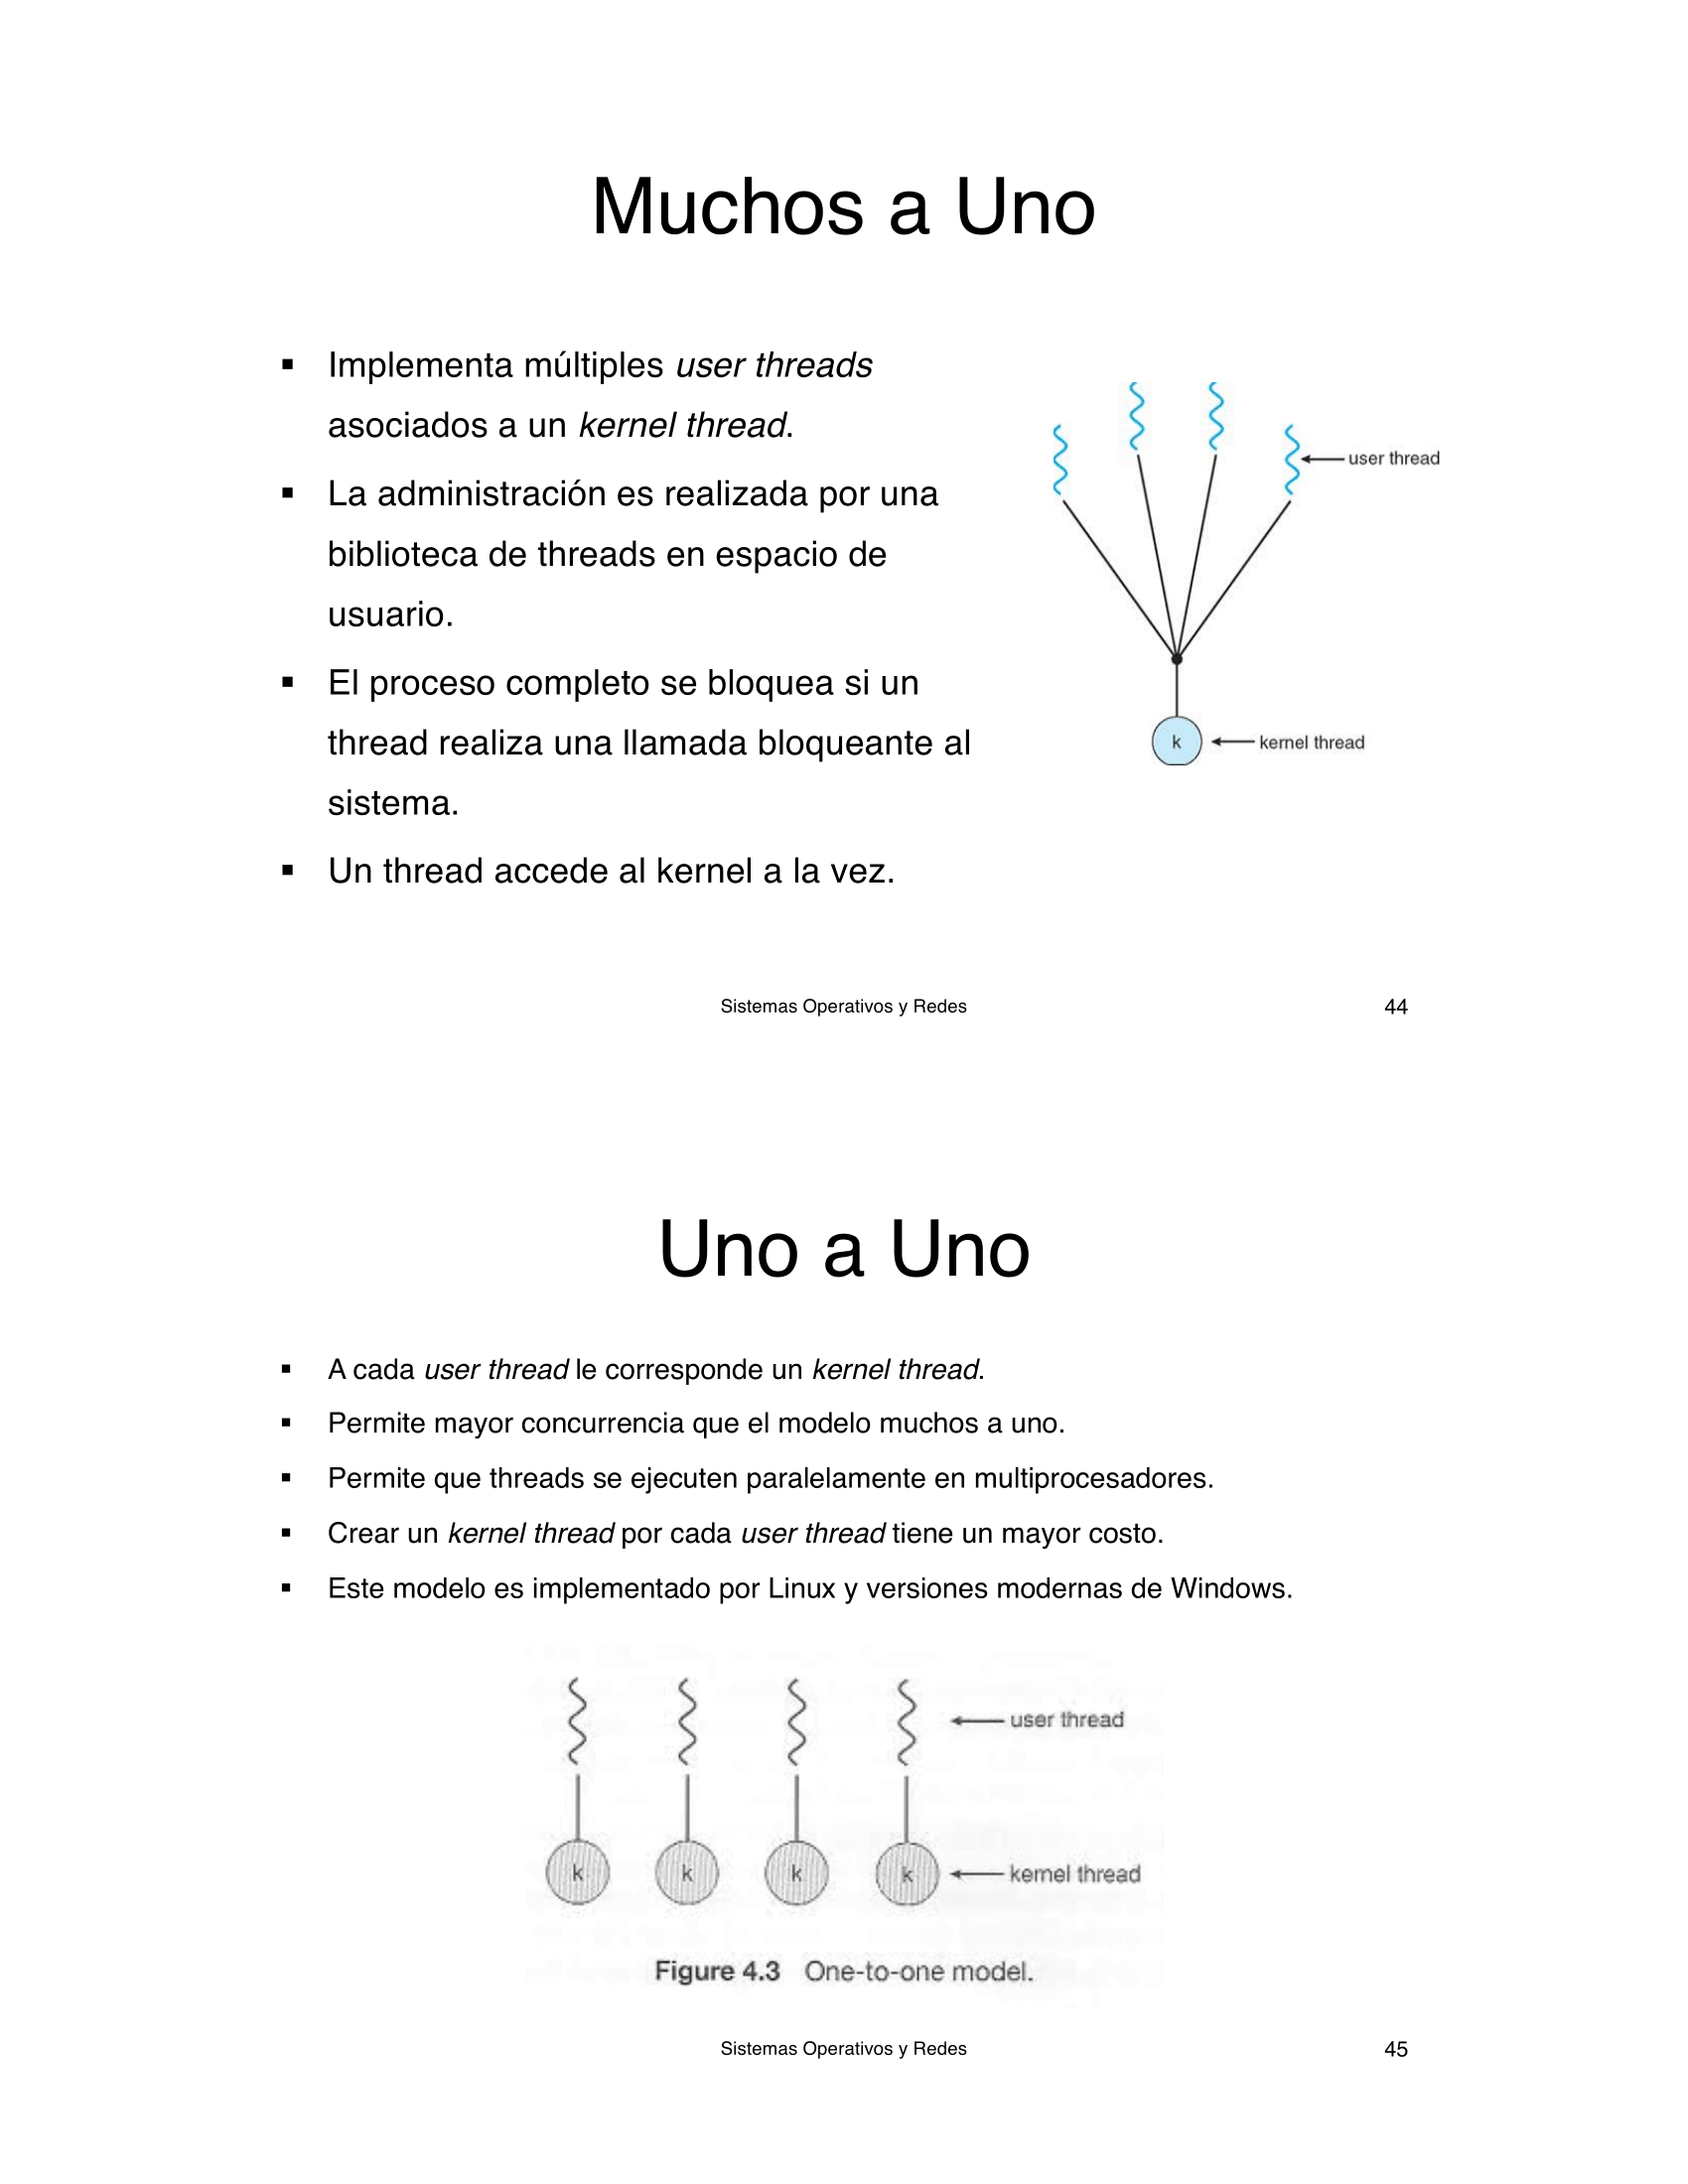 Muchos a Uno
▪ Implementa múltiples user threads
asociados a un kernel thread.
▪ La administración es realizada por una
biblioteca de threads en espacio de
usuario.
▪ El proceso completo se bloquea si un
thread realiza una llamada bloqueante al
sistema.
▪ Un thread accede al kernel a la vez.
user thread
k
kernel thread
Sistemas Operativos y Redes
44
Uno a Uno
▪ A cada user thread le corresponde un kernel thread.
▪ Permite mayor concurrencia que el modelo muchos a uno.
▪ Permite que threads se ejecuten paralelamente en multiprocesadores.
▪ Crear un kernel thread por cada user thread tiene un mayor costo.
▪ Este modelo es implementado por Linux y versiones modernas de Windows.
user thread
k k k k
kernel thread
Figure 4.3 One-to-one model.
Sistemas Operativos y Redes
45